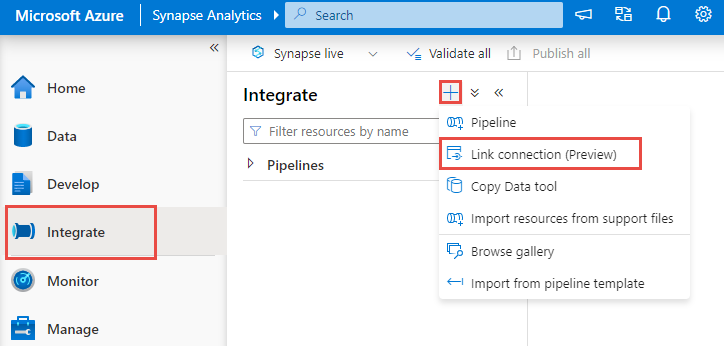 Microsoft Azure Synapse Analytics Search
Synapse live Validate all Publish all
Home
Data
Develop
Integrate
Monitor
Manage
Integrate
Filter resources by name
Pipelines
Pipeline
Link connection (Preview)
Copy Data tool
Import resources from support files
Browse gallery
Import from pipeline template